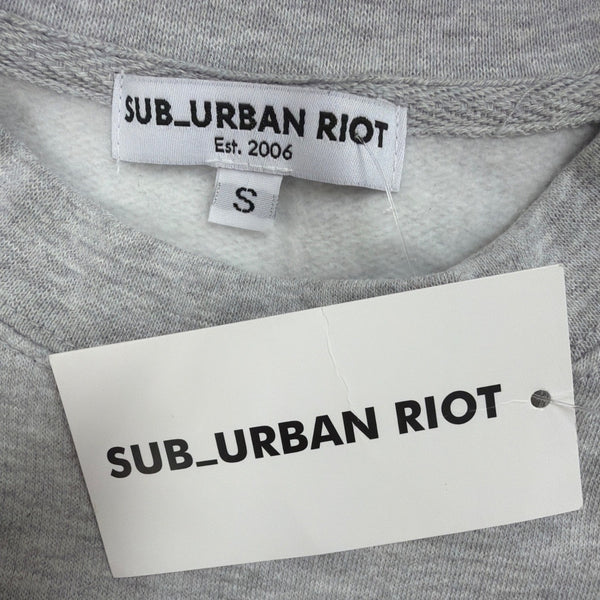 SUB_URBAN RIOT
Est. 2006
S
SUB_URBAN RIOT